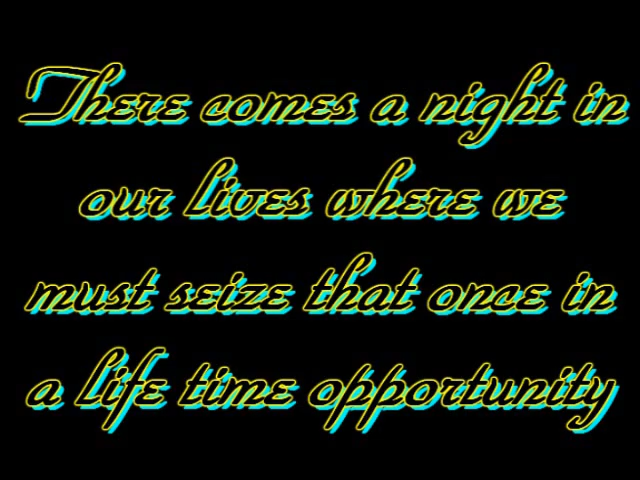 There comes a night in
our lives where we
must seize that once in
a life time opportunity